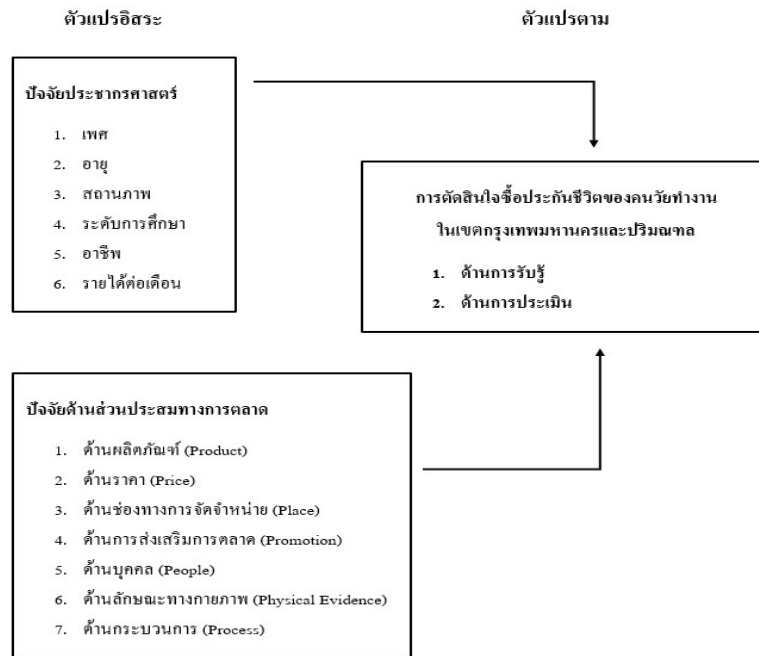 ตัวแปรอิสระ
ตัวแปรตาม
ปัจจัยประชากรศาสตร์
1. เพศ
2. อายุ
3. สถานภาพ
4. ระดับการศึกษา
5. อาชีพ
6. รายได้ต่อเดือน
การตัดสินใจซื้อประกันชีวิตของคนวัยทำงาน
ในเขตกรุงเทพมหานครและปริมณฑล
1. ด้านการรับรู้
2. ด้านการประเมิน
ปัจจัยด้านส่วนประสมทางการตลาด
1. ด้านผลิตภัณฑ์ (Product)
2. ด้านราคา (Price)
3. ด้านช่องทางการจัดจำหน่าย (Place)
4. ด้านการส่งเสริมการตลาด (Promotion)
5. ด้านบุคคล (People)
6. ด้านลักษณะทางกายภาพ (Physical Evidence)
7. ด้านกระบวนการ (Process)